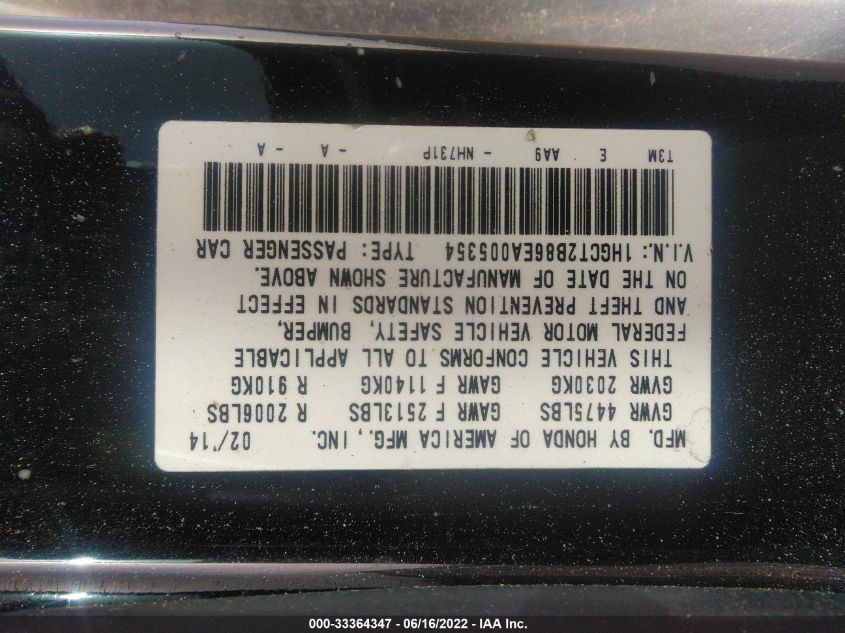 MFD. BY HONDA OF AMERICA MFG., INC. 02/'14
GVWR 4475LBS GAWR F 2513LBS R 2006LBS
GVWR 2030KG GAWR F 1140KG R 910KG
THIS VEHICLE CONFORMS TO ALL APPLICABLE
FEDERAL MOTOR VEHICLE SAFETY, BUMPER,
AND THEFT PREVENTION STANDARDS IN EFFECT
ON THE DATE OF MANUFACTURE SHOWN ABOVE.
V.I.N.: 1HGCT2B86EA005354 TYPE: PASSENGER CAR
T3M E AA9 - NH731P - A - A
000-33364347 - 06/16/2022 - IAA Inc.